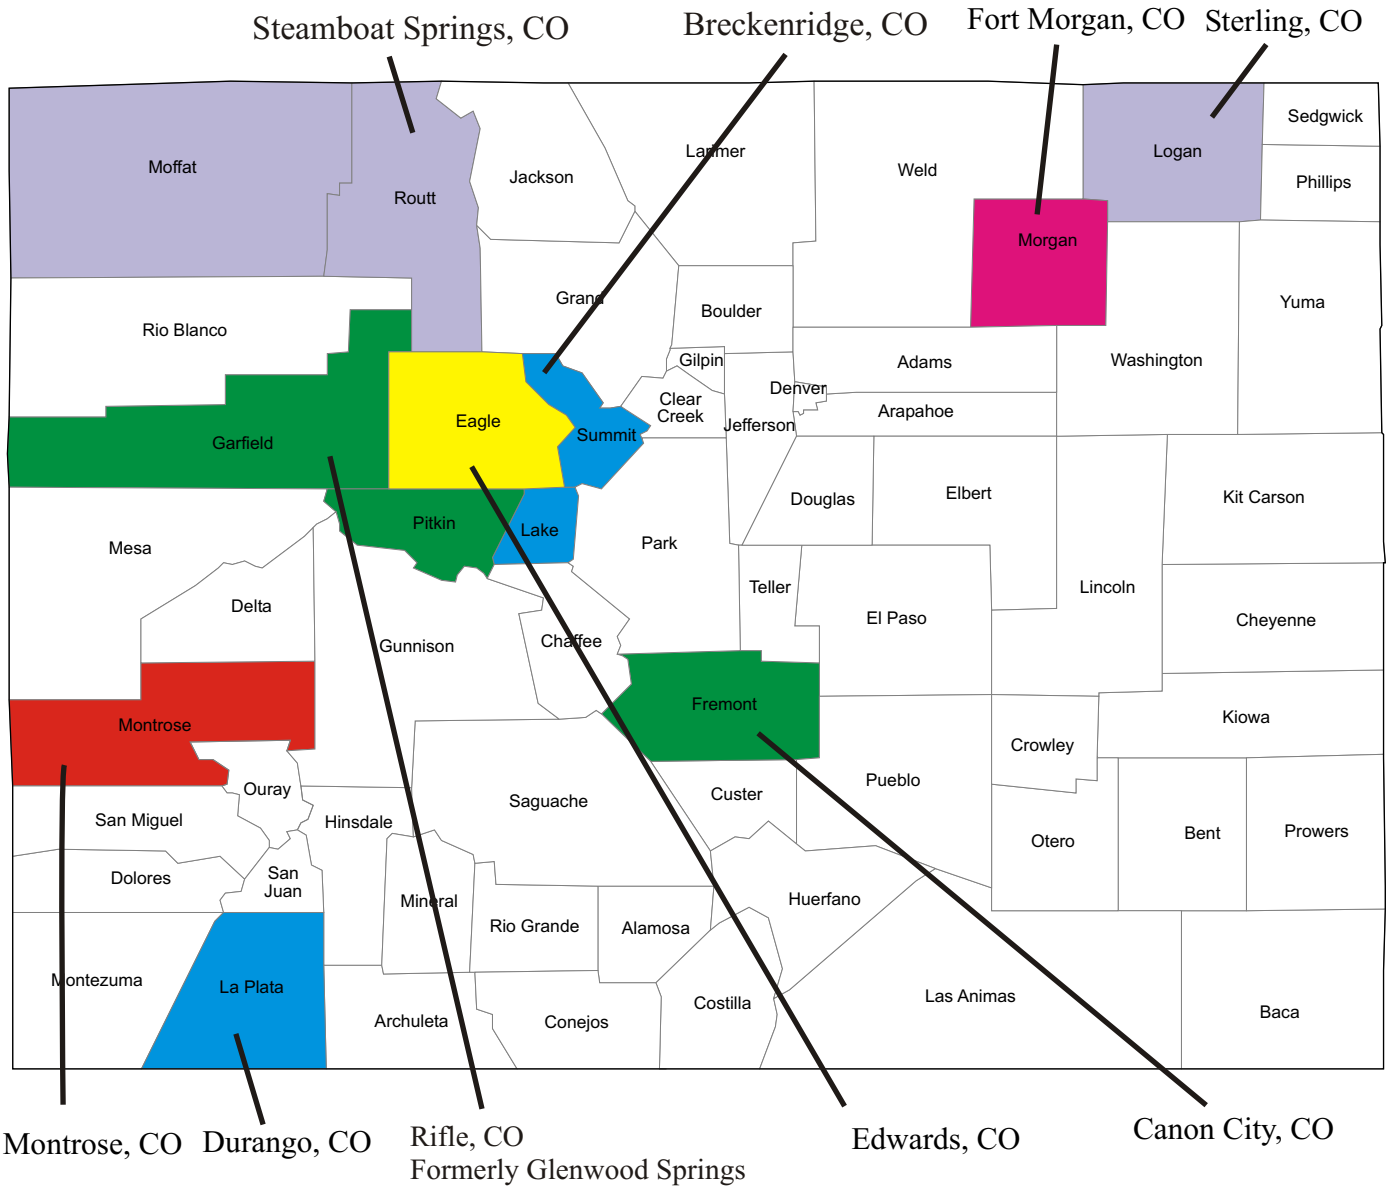 Steamboat Springs, CO
Breckenridge, CO
Fort Morgan, CO
Sterling, CO
Moffat
Routt
Jackson
Larimer
Weld
Logan
Sedgwick
Phillips
Morgan
Rio Blanco
Grand
Boulder
Yuma
Gilpin
Adams
Washington
Denver
Clear
Creek
Arapahoe
Jefferson
Garfield
Eagle
Summit
Douglas
Elbert
Kit Carson
Pitkin
Lake
Park
Mesa
Teller
Lincoln
Delta
El Paso
Cheyenne
Gunnison
Chaffee
Fremont
Montrose
Kiowa
Crowley
Ouray
Pueblo
Custer
Saguache
San Miguel
Hinsdale
Otero
Bent
Prowers
Dolores
San
Juan
Mineral
Huerfano
Rio Grande
Alamosa
Montezuma
La Plata
Costilla
Las Animas
Archuleta
Conejos
Baca
Montrose, CO
Durango, CO
Rifle, CO
Formerly Glenwood Springs
Edwards, CO
Canon City, CO